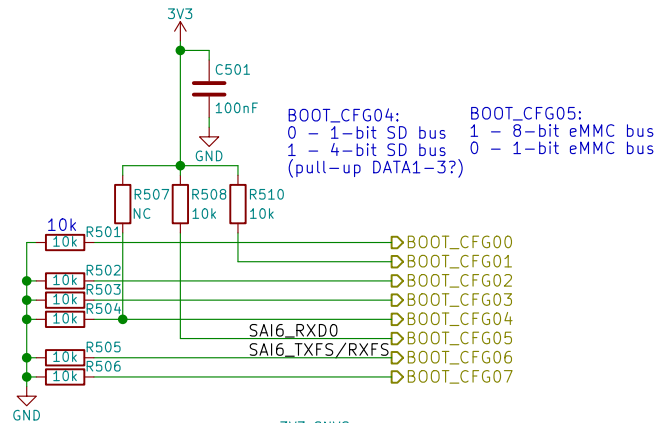 3V3
C501
100nF
GND
BOOT_CFG04:
0 - 1-bit SD bus
1 - 4-bit SD bus
(pull-up DATA1-3?)
BOOT_CFG05:
1 - 8-bit eMMC bus
0 - 1-bit eMMC bus
R507
NC
R508
10k
R510
10k
10k
R501
10k
BOOT_CFG00
BOOT_CFG01
R502
10k
BOOT_CFG02
R503
10k
BOOT_CFG03
R504
10k
BOOT_CFG04
SAI6_RXD0
BOOT_CFG05
SAI6_TXFS/RXFS
R505
10k
BOOT_CFG06
R506
10k
BOOT_CFG07
GND